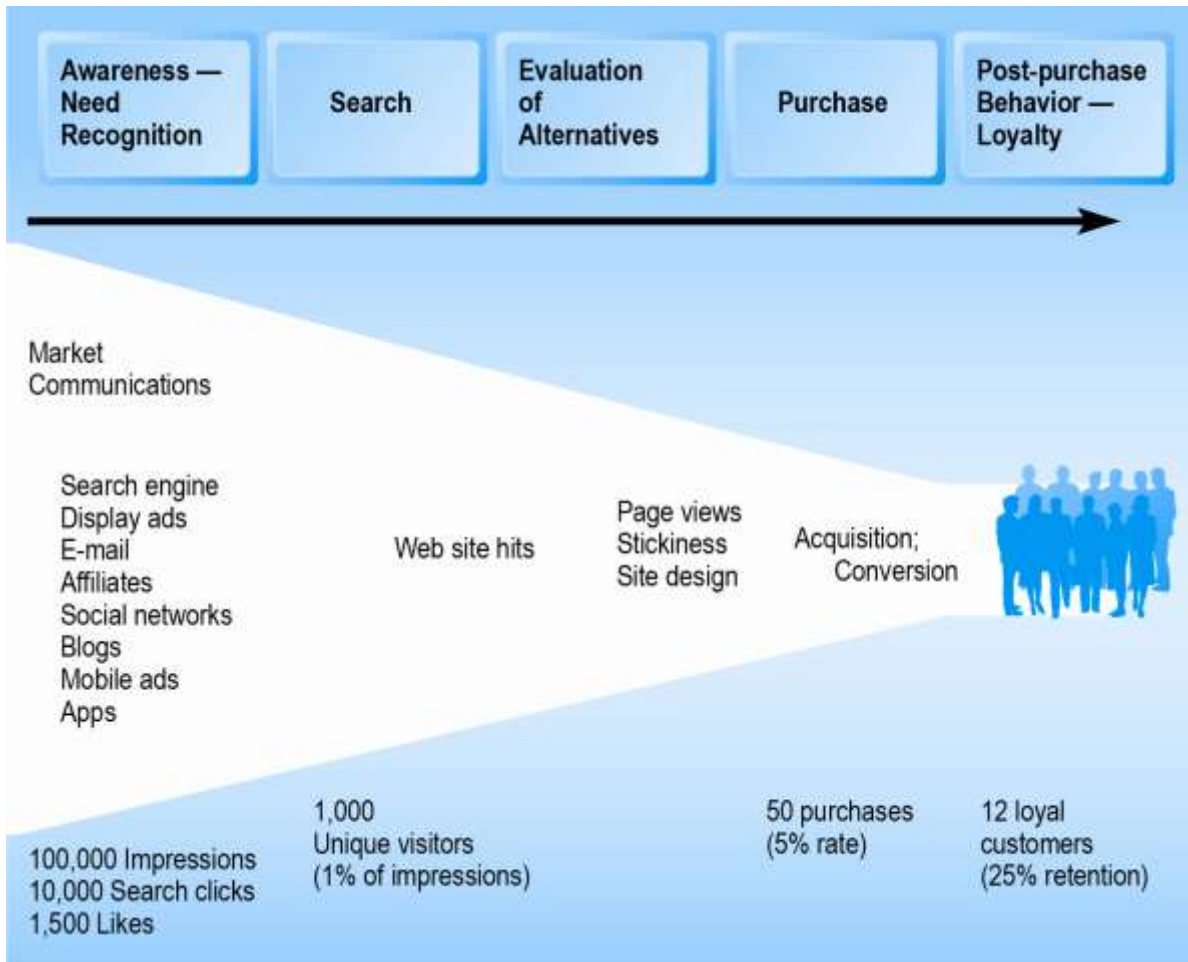 Awareness —
Need
Recognition
Search
Evaluation
of
Alternatives
Purchase
Post-purchase
Behavior —
Loyalty
Market
Communications
Search engine
Display ads
E-mail
Affiliates
Social networks
Blogs
Mobile ads
Apps
Web site hits
Page views
Stickiness
Site design
Acquisition;
Conversion
100,000 Impressions
10,000 Search clicks
1,500 Likes
1,000
Unique visitors
(1% of impressions)
50 purchases
(5% rate)
12 loyal
customers
(25% retention)